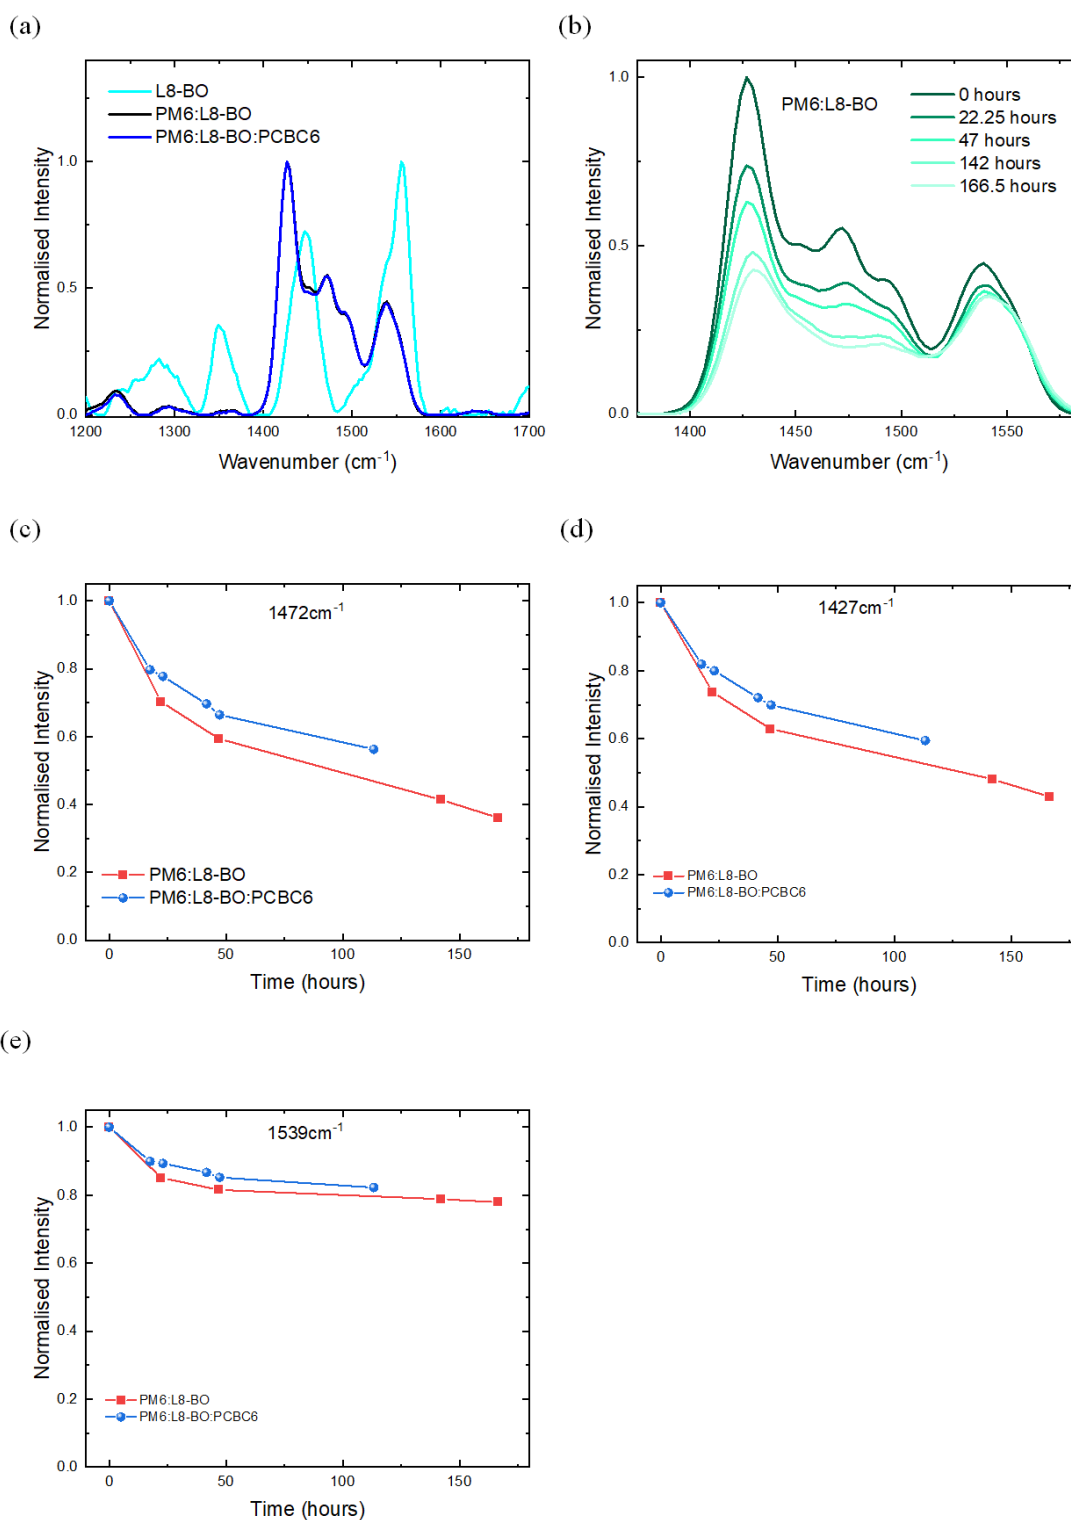 (a)
L8-BO
PM6:L8-BO
PM6:L8-BO:PCBC6
1.0
0.5
0.0
Normalised Intensity
1200 1300 1400 1500 1600 1700
Wavenumber (cm⁻¹)
(b)
PM6:L8-BO
0 hours
22.25 hours
47 hours
142 hours
166.5 hours
1.0
0.5
0.0
Normalised Intensity
1400 1450 1500 1550
Wavenumber (cm⁻¹)
(c)
1472cm⁻¹
1.0
0.8
0.6
0.4
0.2
0.0
Normalised Intensity
PM6:L8-BO
PM6:L8-BO:PCBC6
0 50 100 150
Time (hours)
(d)
1427cm⁻¹
1.0
0.8
0.6
0.4
0.2
0.0
Normalised Intenisty
PM6:L8-BO
PM6:L8-BO:PCBC6
0 50 100 150
Time (hours)
(e)
1539cm⁻¹
1.0
0.8
0.6
0.4
0.2
0.0
Normalised Intensity
PM6:L8-BO
PM6:L8-BO:PCBC6
0 50 100 150
Time (hours)